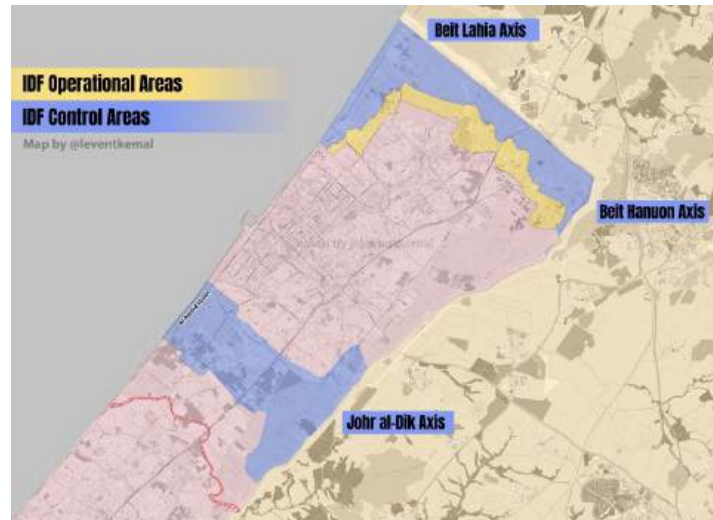 Beit Lahia Axis
IDF Operational Areas
IDF Control Areas
Map by @leventkemal
Beit Hanuon Axis
Johr al-Dik Axis